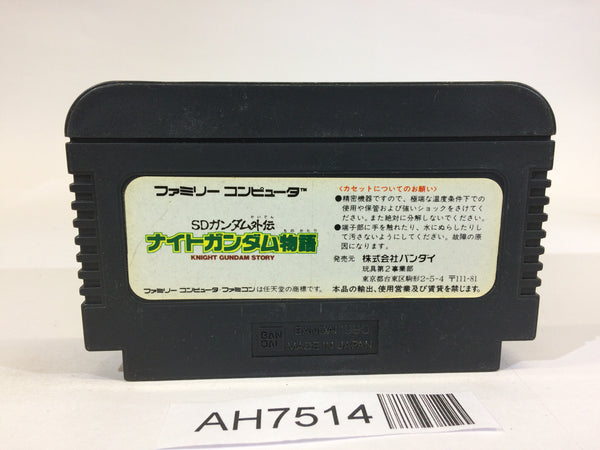 ファミリー コンピュータ™
SDガンダム外伝
ナイトガンダム物語
KNIGHT GUNDAM STORY
ファミリー コンピュータ・ファミコンは任天堂の商標です。
〈カセットについてのお願い〉
●精密機器ですので、極端な温度条件下での
使用や保管および強いショックをさけてく
ださい。また絶対に分解しないでください。
●端子部に手を触れたり、水にぬらしたりし
て汚さないようにしてください。故障の原
因になります。
発売元 株式会社バンダイ
玩具第2事業部
東京都台東区駒形2-5-4 〒111-81
本品の輸出、使用営業及び賃貸を禁じます。
BAN
DAI
BANDAI 1990
MADE IN JAPAN
AH7514